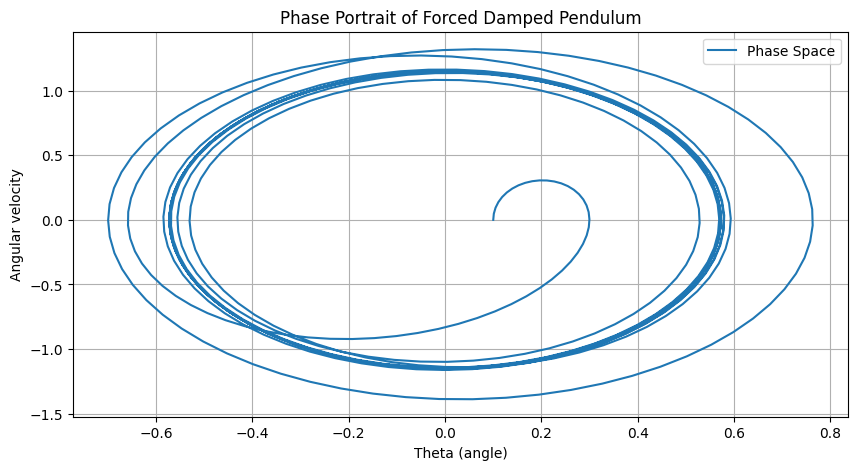 Phase Portrait of Forced Damped Pendulum
Phase Space
Angular velocity
1.0
0.5
0.0
−0.5
−1.0
−1.5
−0.6 −0.4 −0.2 0.0 0.2 0.4 0.6 0.8
Theta (angle)